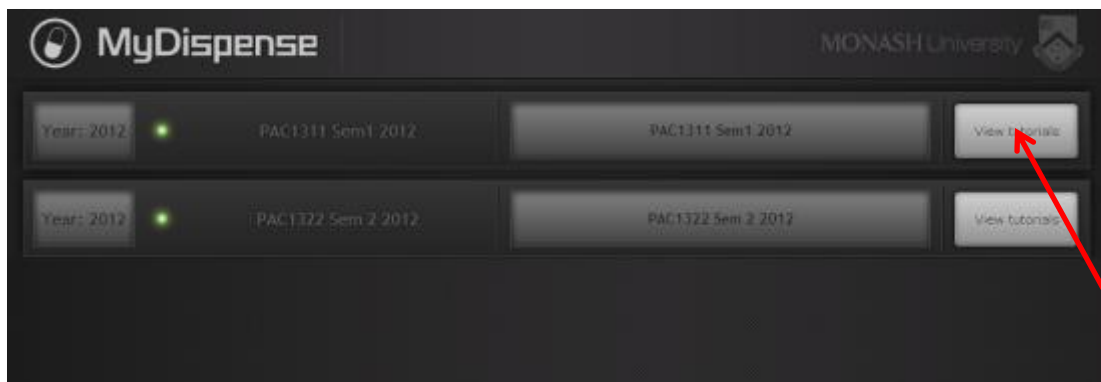 MyDispense
MONASH University
Year: 2012
PAC1311 Sem1 2012
PAC1311 Sem1 2012
View tutorials
Year: 2012
PAC1322 Sem 2 2012
PAC1322 Sem 2 2012
View tutorials